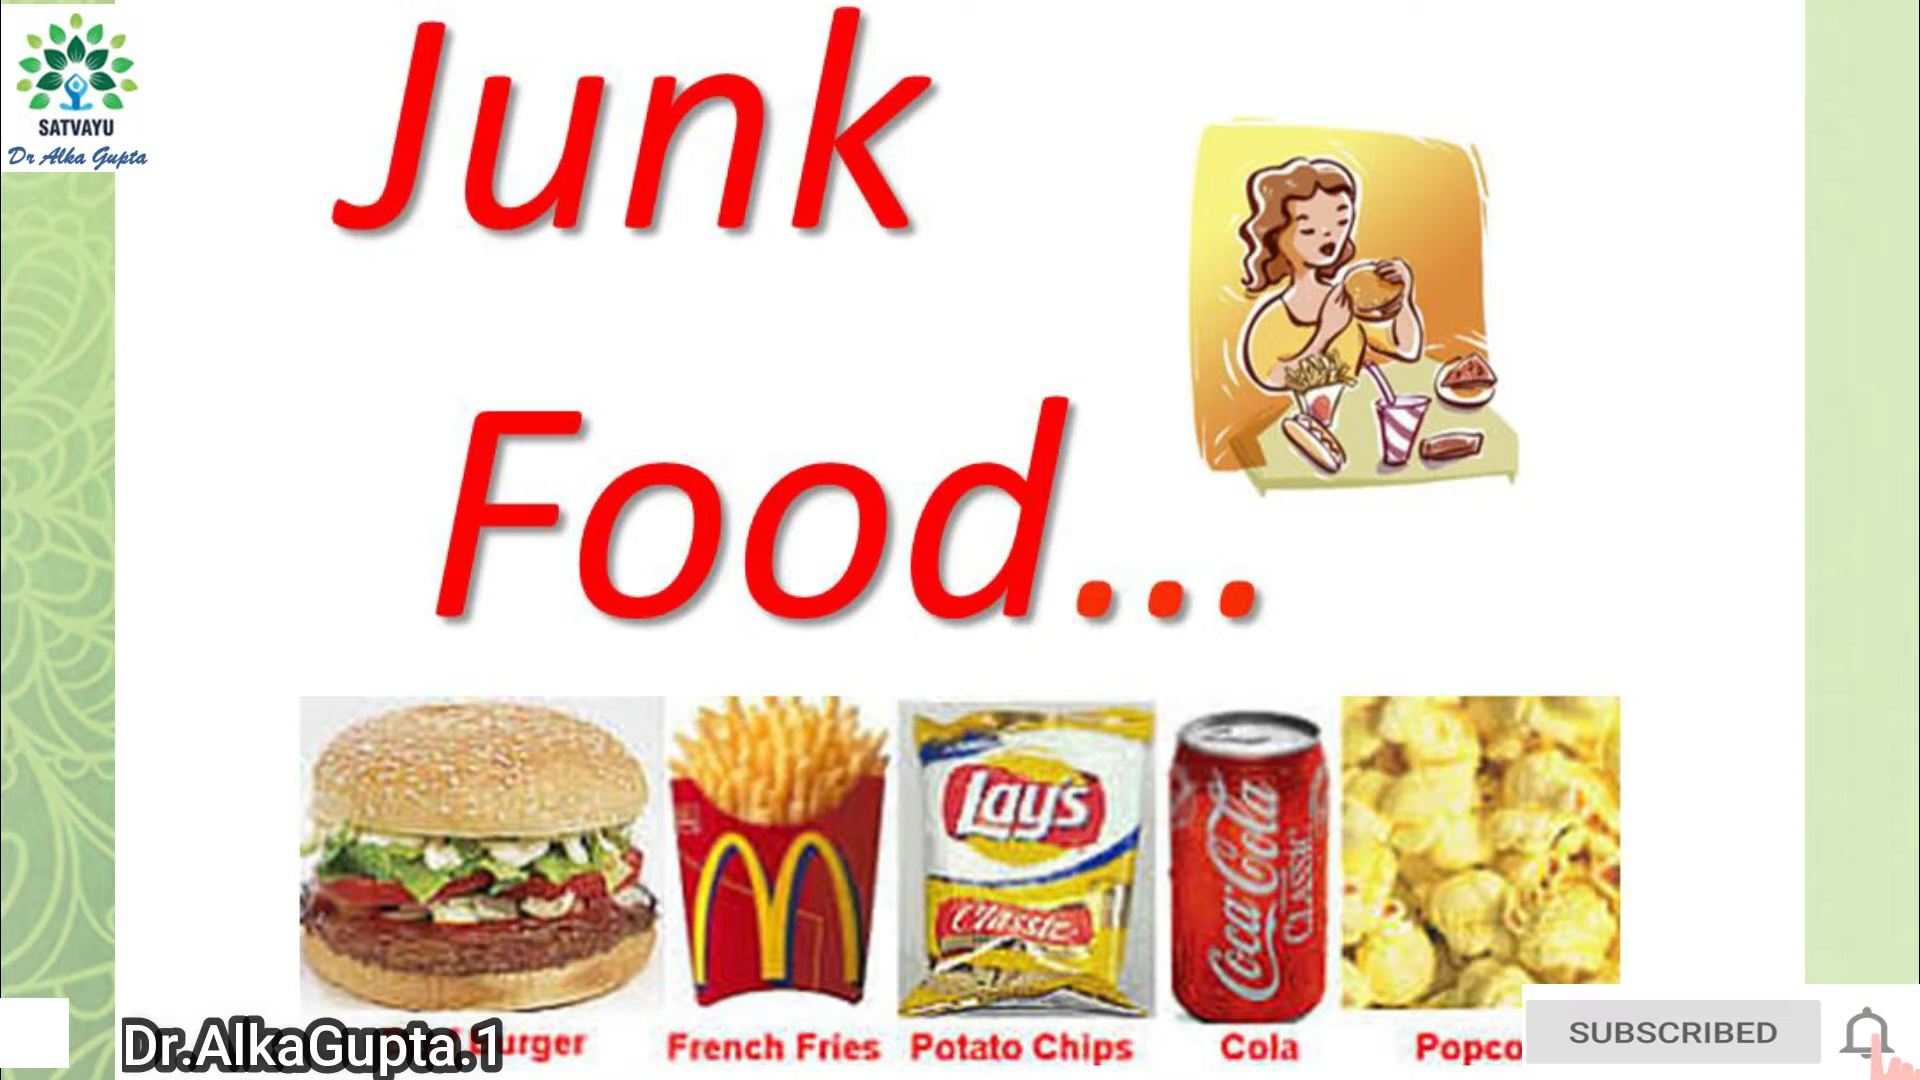 SATVAYU
Dr Alka Gupta
Junk
Food...
Lay's
Classic
Coca-Cola
CLASSIC
urger
French Fries
Potato Chips
Cola
Popco
Dr.AlkaGupta.1
SUBSCRIBED